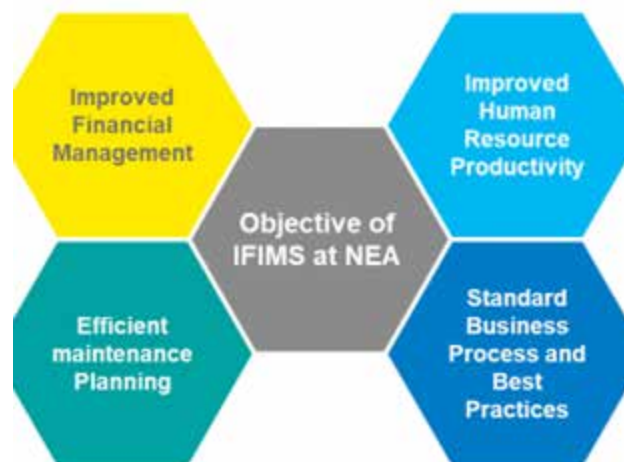 Improved
Financial
Management
Improved
Human
Resource
Productivity
Objective of
IFIMS at NEA
Efficient
maintenance
Planning
Standard
Business
Process and
Best
Practices